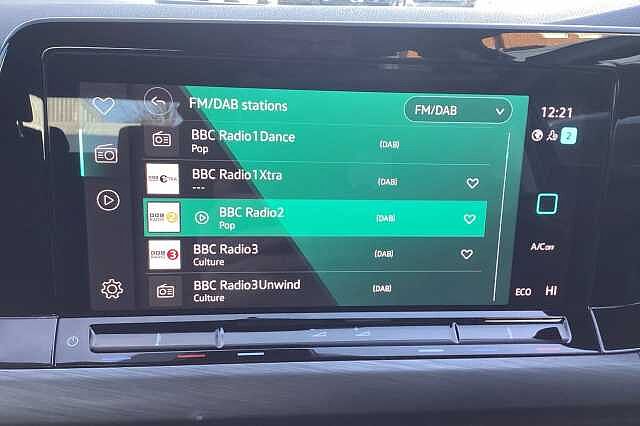 FM/DAB stations
FM/DAB
12:21
2
BBC Radio1Dance
Pop
(DAB)
BBC Radio1Xtra
---
(DAB)
BBC Radio2
Pop
(DAB)
BBC Radio3
Culture
(DAB)
BBC Radio3Unwind
Culture
(DAB)
A/C OFF
ECO
HI